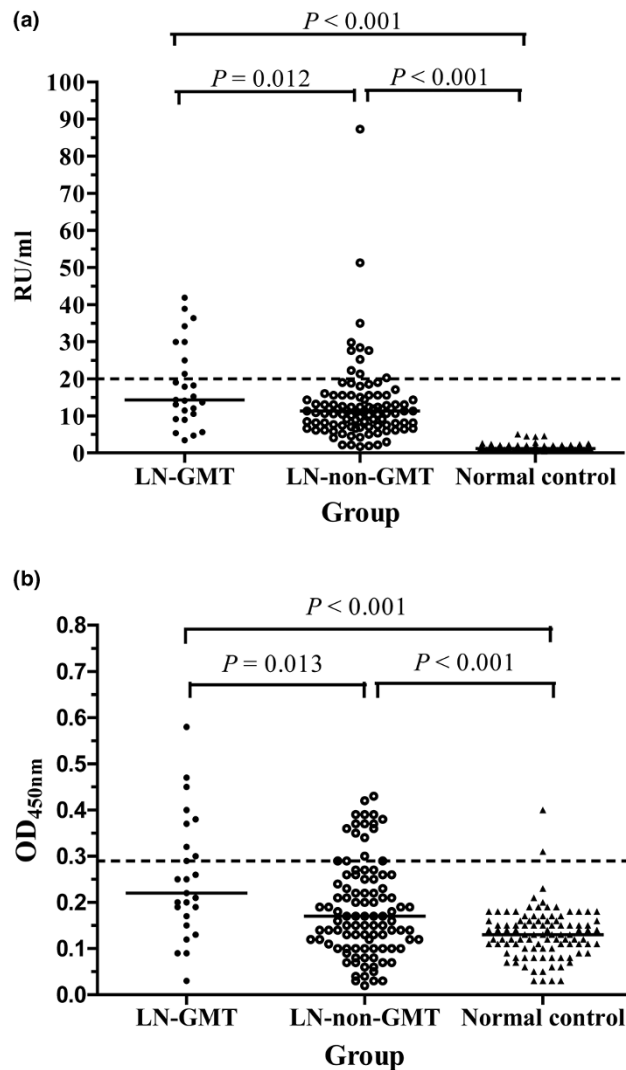 (a)
P < 0.001
P = 0.012 P < 0.001
100
90
80
70
60
50
40
30
20
10
0
RU/ml
LN-GMT LN-non-GMT Normal control
Group
(b)
P < 0.001
P = 0.013 P < 0.001
0.8
0.7
0.6
0.5
0.4
0.3
0.2
0.1
0.0
OD450nm
LN-GMT LN-non-GMT Normal control
Group